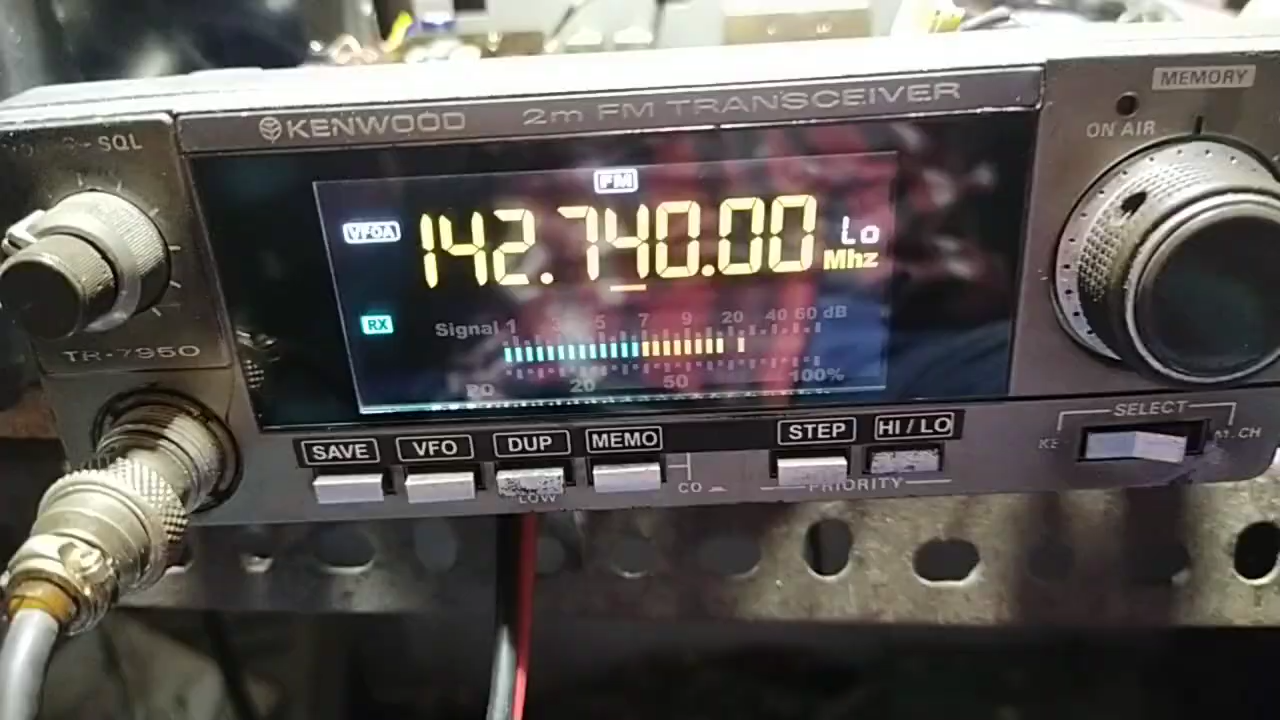 KENWOOD 2m FM TRANSCEIVER
MEMORY
ON AIR
SQL
FM
VFOA
142.740.00 Lo
Mhz
RX
Signal 1 3 5 7 9 20 40 60 dB
PO 20 50 100%
TR-7950
SAVE VFO DUP MEMO STEP HI / LO
LOW CO PRIORITY
SELECT
M.CH